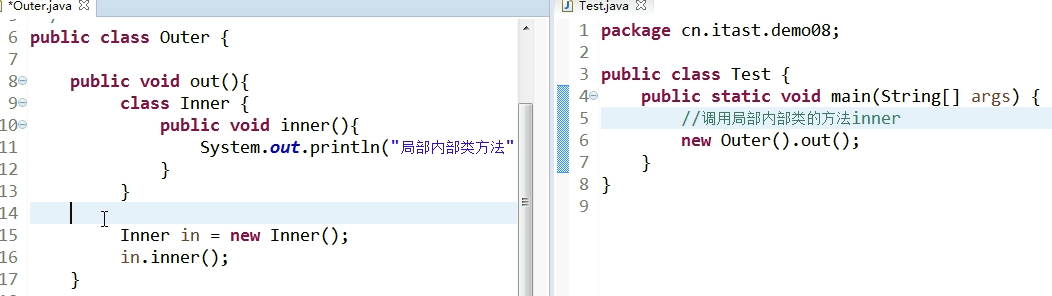 *Outer.java
6 public class Outer {
7
8 public void out(){
9 class Inner {
10 public void inner(){
11 System.out.println("局部内部类方法"
12 }
13 }
14
15 Inner in = new Inner();
16 in.inner();
17 }
Test.java
1 package cn.itast.demo08;
2
3 public class Test {
4 public static void main(String[] args) {
5 //调用局部内部类的方法inner
6 new Outer().out();
7 }
8 }
9